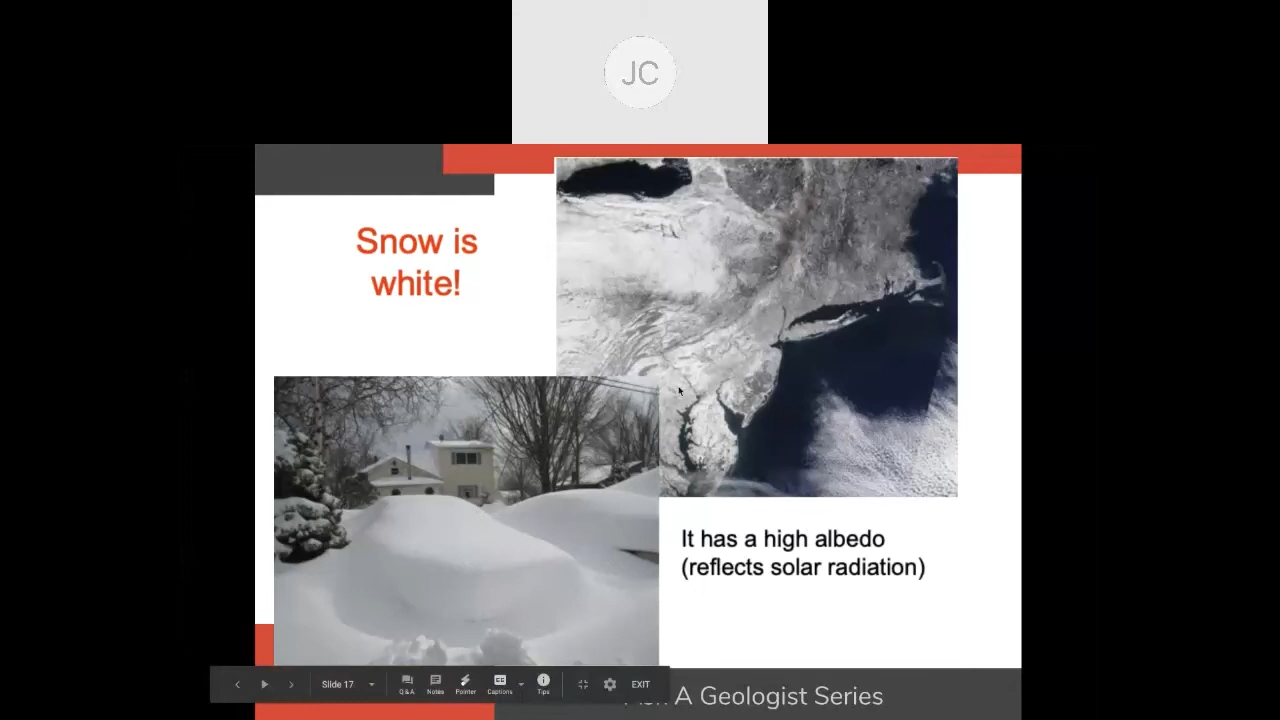 JC
Snow is
white!
It has a high albedo
(reflects solar radiation)
Slide 17
Q&A
Notes
Pointer
Captions
Tips
EXIT
A Geologist Series